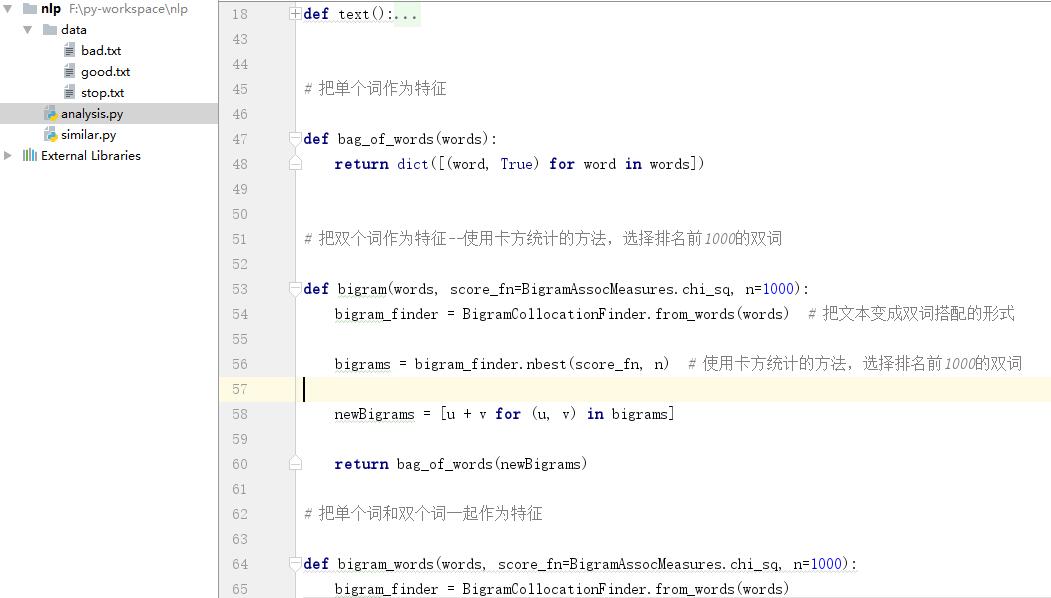 nlp F:\py-workspace\nlp
data
bad.txt
good.txt
stop.txt
analysis.py
similar.py
External Libraries
18 def text():...
43
44
45 # 把单个词作为特征
46
47 def bag_of_words(words):
48 return dict([(word, True) for word in words])
49
50
51 # 把双个词作为特征--使用卡方统计的方法，选择排名前1000的双词
52
53 def bigram(words, score_fn=BigramAssocMeasures.chi_sq, n=1000):
54 bigram_finder = BigramCollocationFinder.from_words(words) # 把文本变成双词搭配的形式
55
56 bigrams = bigram_finder.nbest(score_fn, n) # 使用卡方统计的方法，选择排名前1000的双词
57
58 newBigrams = [u + v for (u, v) in bigrams]
59
60 return bag_of_words(newBigrams)
61
62 # 把单个词和双个词一起作为特征
63
64 def bigram_words(words, score_fn=BigramAssocMeasures.chi_sq, n=1000):
65 bigram_finder = BigramCollocationFinder.from_words(words)